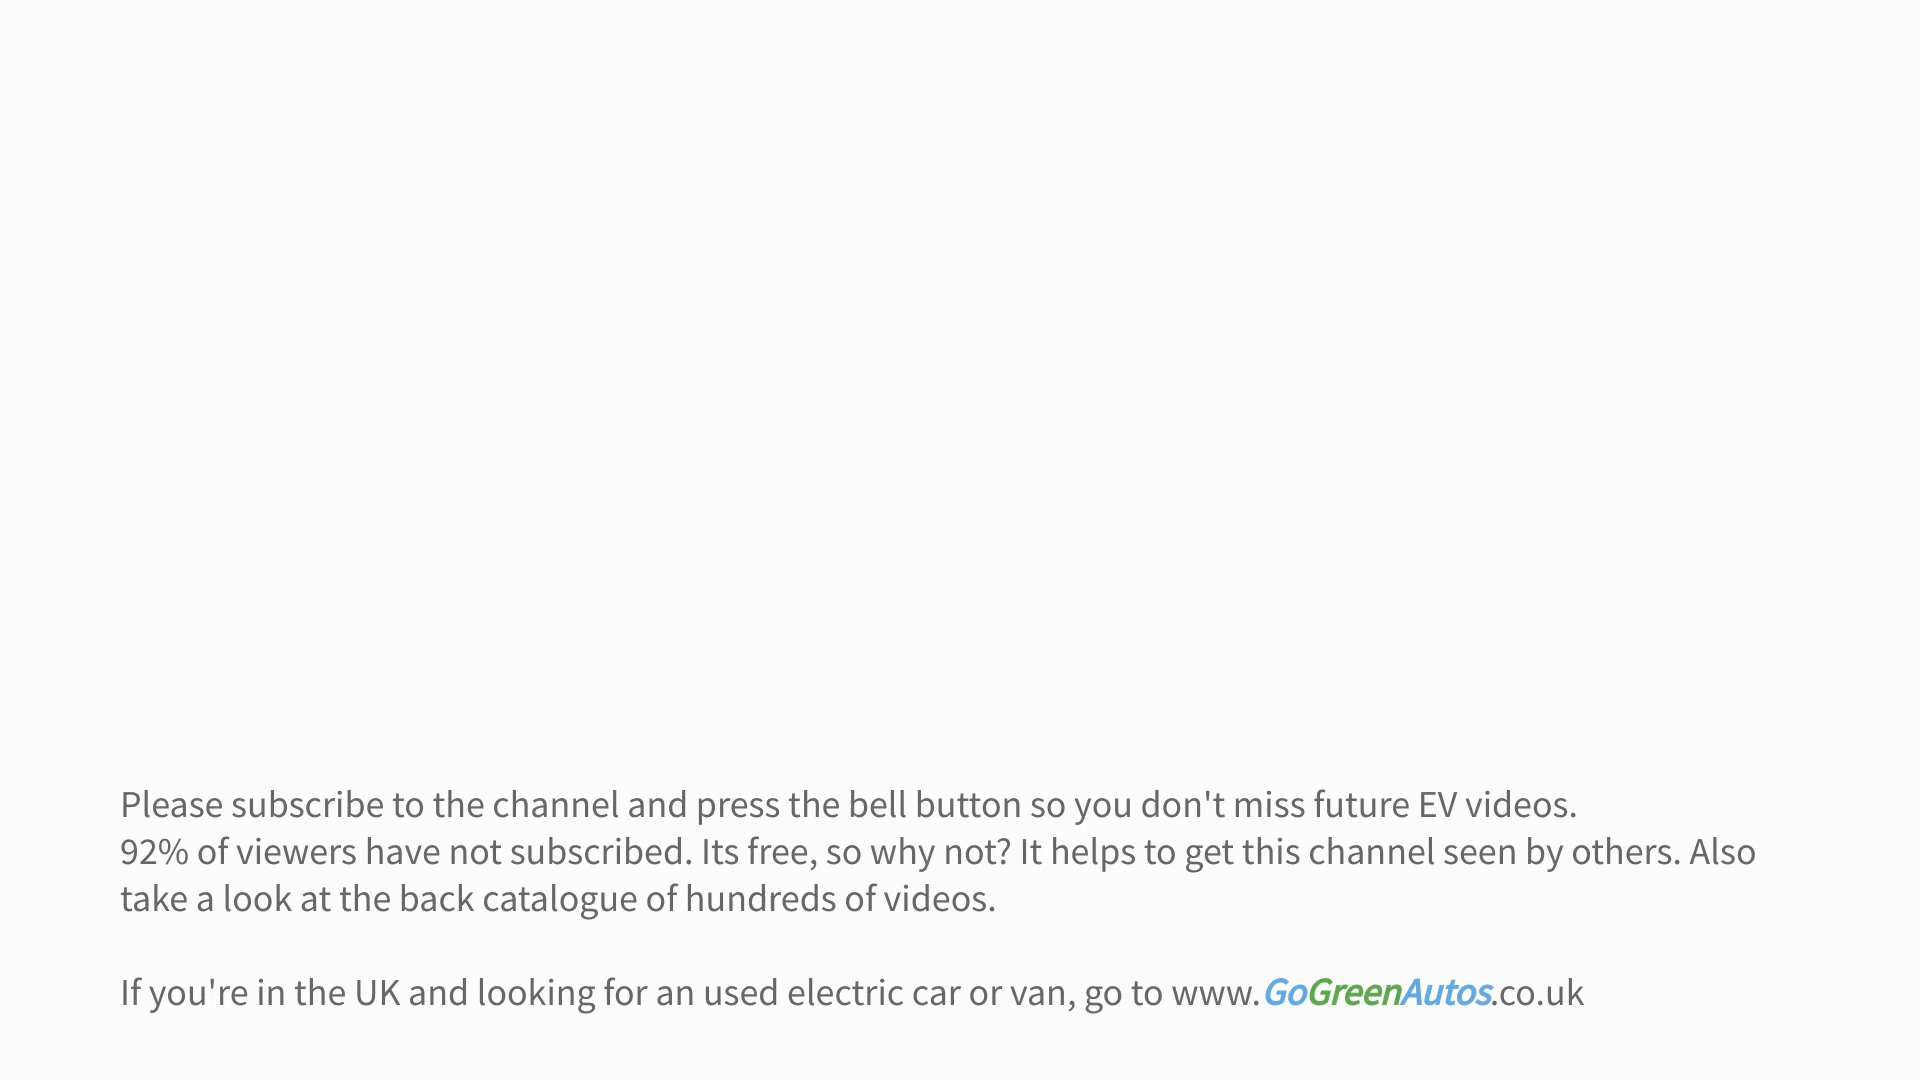 Please subscribe to the channel and press the bell button so you don't miss future EV videos.
92% of viewers have not subscribed. Its free, so why not? It helps to get this channel seen by others. Also
take a look at the back catalogue of hundreds of videos.
If you're in the UK and looking for an used electric car or van, go to www.GoGreenAutos.co.uk